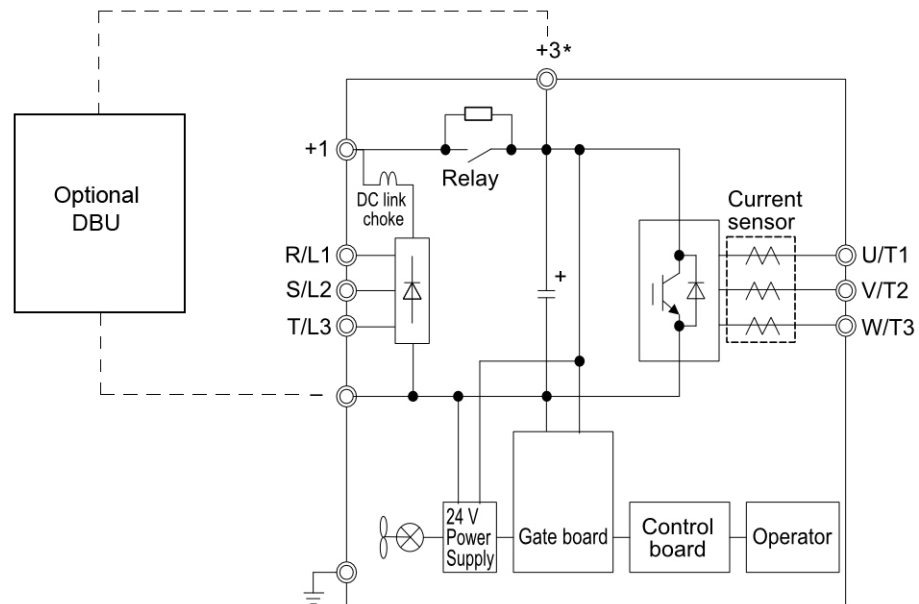 +3*
Optional
DBU
+1
Relay
DC link
choke
Current
sensor
R/L1
S/L2
T/L3
+
U/T1
V/T2
W/T3
–
24 V
Power
Supply
Gate board
Control
board
Operator